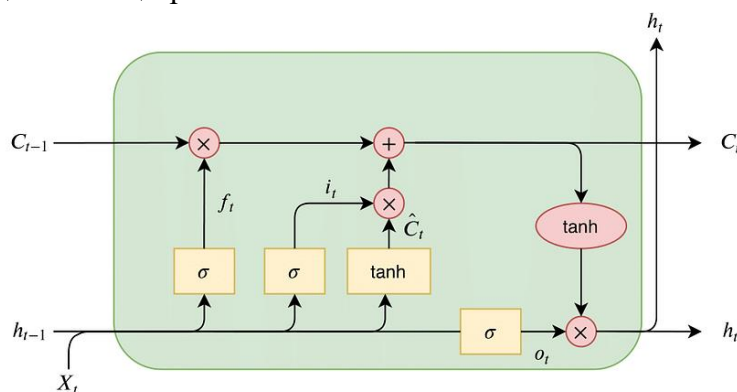 h_t
C_{t-1} × + C_t
f_t i_t × Ĉ_t
tanh
σ σ tanh
h_{t-1} σ o_t × h_t
X_t